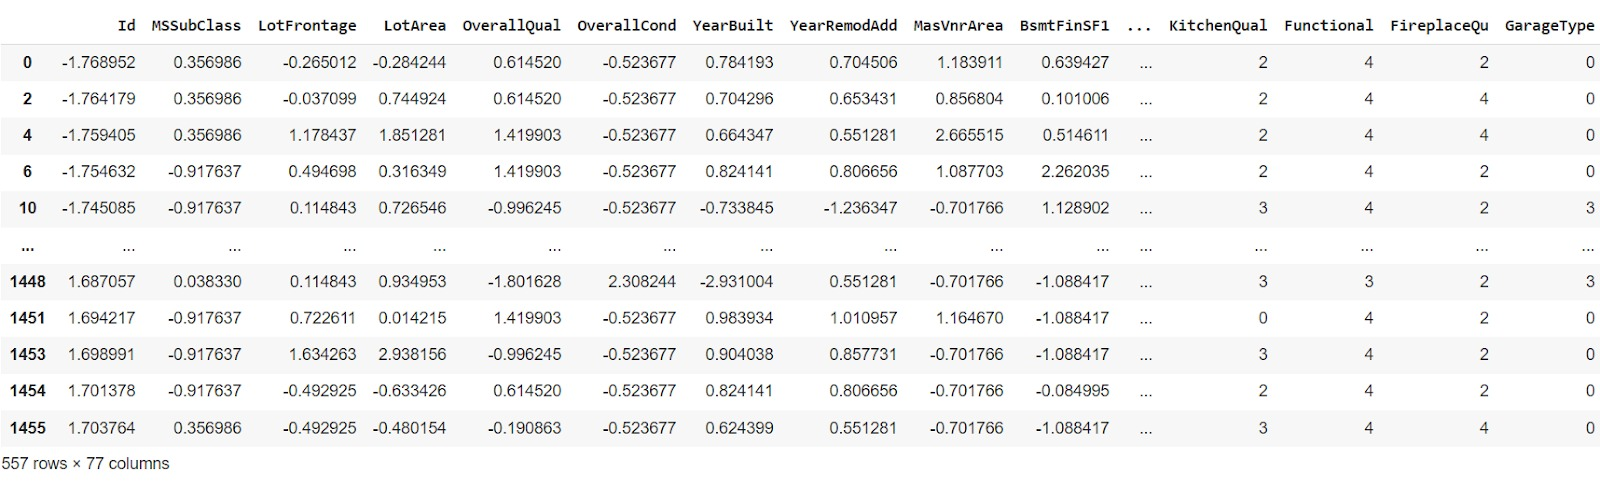 Id MSSubClass LotFrontage LotArea OverallQual OverallCond YearBuilt YearRemodAdd MasVnrArea BsmtFinSF1 ... KitchenQual Functional FireplaceQu GarageType
0 -1.768952 0.356986 -0.265012 -0.284244 0.614520 -0.523677 0.784193 0.704506 1.183911 0.639427 ... 2 4 2 0
2 -1.764179 0.356986 -0.037099 0.744924 0.614520 -0.523677 0.704296 0.653431 0.856804 0.101006 ... 2 4 4 0
4 -1.759405 0.356986 1.178437 1.851281 1.419903 -0.523677 0.664347 0.551281 2.665515 0.514611 ... 2 4 4 0
6 -1.754632 -0.917637 0.494698 0.316349 1.419903 -0.523677 0.824141 0.806656 1.087703 2.262035 ... 2 4 2 0
10 -1.745085 -0.917637 0.114843 0.726546 -0.996245 -0.523677 -0.733845 -1.236347 -0.701766 1.128902 ... 3 4 2 3
... ... ... ... ... ... ... ... ... ... ... ... ... ... ... ...
1448 1.687057 0.038330 0.114843 0.934953 -1.801628 2.308244 -2.931004 0.551281 -0.701766 -1.088417 ... 3 3 2 3
1451 1.694217 -0.917637 0.722611 0.014215 1.419903 -0.523677 0.983934 1.010957 1.164670 -1.088417 ... 0 4 2 0
1453 1.698991 -0.917637 1.634263 2.938156 -0.996245 -0.523677 0.904038 0.857731 -0.701766 -1.088417 ... 3 4 2 0
1454 1.701378 -0.917637 -0.492925 -0.633426 0.614520 -0.523677 0.824141 0.806656 -0.701766 -0.084995 ... 2 4 2 0
1455 1.703764 0.356986 -0.492925 -0.480154 -0.190863 -0.523677 0.624399 0.551281 -0.701766 -1.088417 ... 3 4 4 0
557 rows × 77 columns